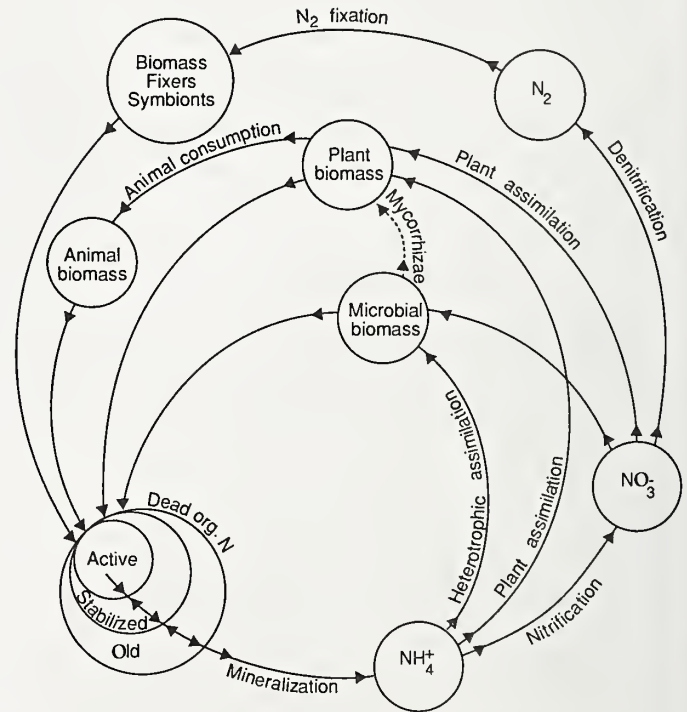 N2 fixation
Biomass
Fixers
Symbionts
N2
Animal consumption
Plant
biomass
Plant assimilation
Denitrification
Mycorrhizae
Animal
biomass
Microbial
biomass
Heterotrophic assimilation
Plant assimilation
NO3-
Dead org. N
Active
Stabilized
Old
Nitrification
NH4+
Mineralization